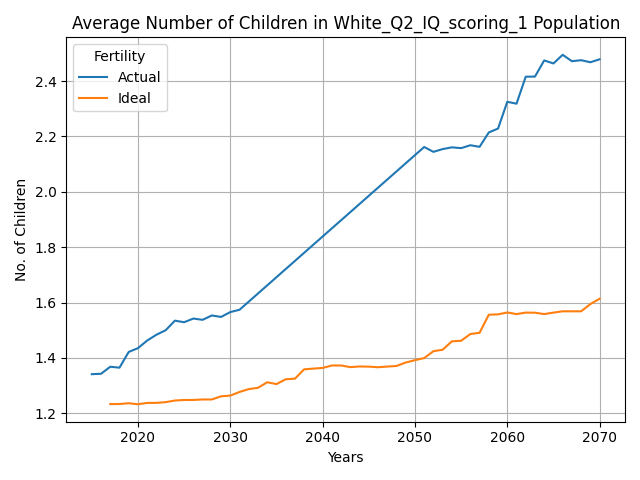 Average Number of Children in White_Q2_IQ_scoring_1 Population
Fertility
Actual
Ideal
No. of Children
2.4
2.2
2.0
1.8
1.6
1.4
1.2
2020 2030 2040 2050 2060 2070
Years